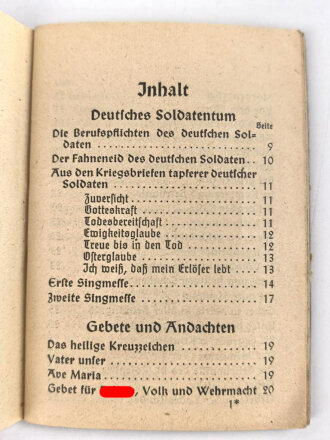 Inhalt
Deutsches Soldatentum
Seite
Die Berufspflichten des deutschen Sol-
daten . . . . . . . . . . . . . . . . . . 9
Der Fahneneid des deutschen Soldaten . . 10
Aus den Kriegsbriefen tapferer deutscher
Soldaten . . . . . . . . . . . . . . . . 11
Zuversicht . . . . . . . . . . . . . . 11
Gotteskraft . . . . . . . . . . . . . 11
Todesbereitschaft . . . . . . . . . . 11
Ewigkeitsglaube . . . . . . . . . . . 12
Treue bis in den Tod . . . . . . . . . 12
Osterglaube . . . . . . . . . . . . . 13
Ich weiß, daß mein Erlöser lebt . . . . 13
Erste Singmesse . . . . . . . . . . . . . 14
Zweite Singmesse . . . . . . . . . . . . 17
Gebete und Andachten
Das heilige Kreuzzeichen . . . . . . . . 19
Vater unser . . . . . . . . . . . . . . . 19
Ave Maria . . . . . . . . . . . . . . . . 19
Gebet für , Volk und Wehrmacht 20
1*